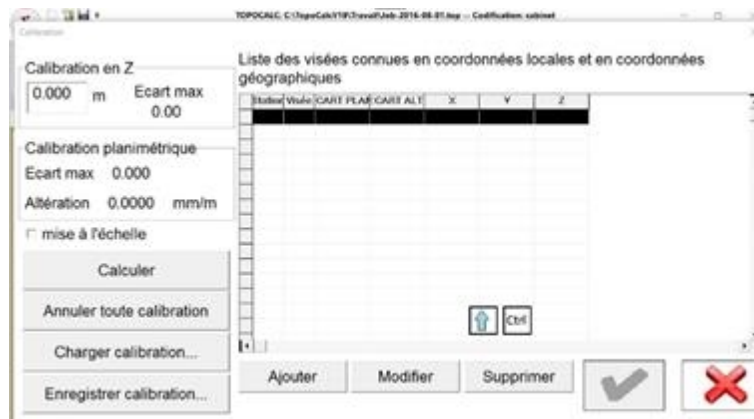 TOPOCALC: C:\TopoCalcV1F\Travail\Job-2016-08-01.top -- Codification: cabinet
Calibration
Calibration en Z
0.000 m Ecart max
0.00
Calibration planimétrique
Ecart max 0.000
Altération 0.0000 mm/m
mise à l'échelle
Calculer
Annuler toute calibration
Charger calibration...
Enregistrer calibration...
Liste des visées connues en coordonnées locales et en coordonnées
géographiques
Station Visée CART ALT X Y Z
Ctrl
Ajouter Modifier Supprimer